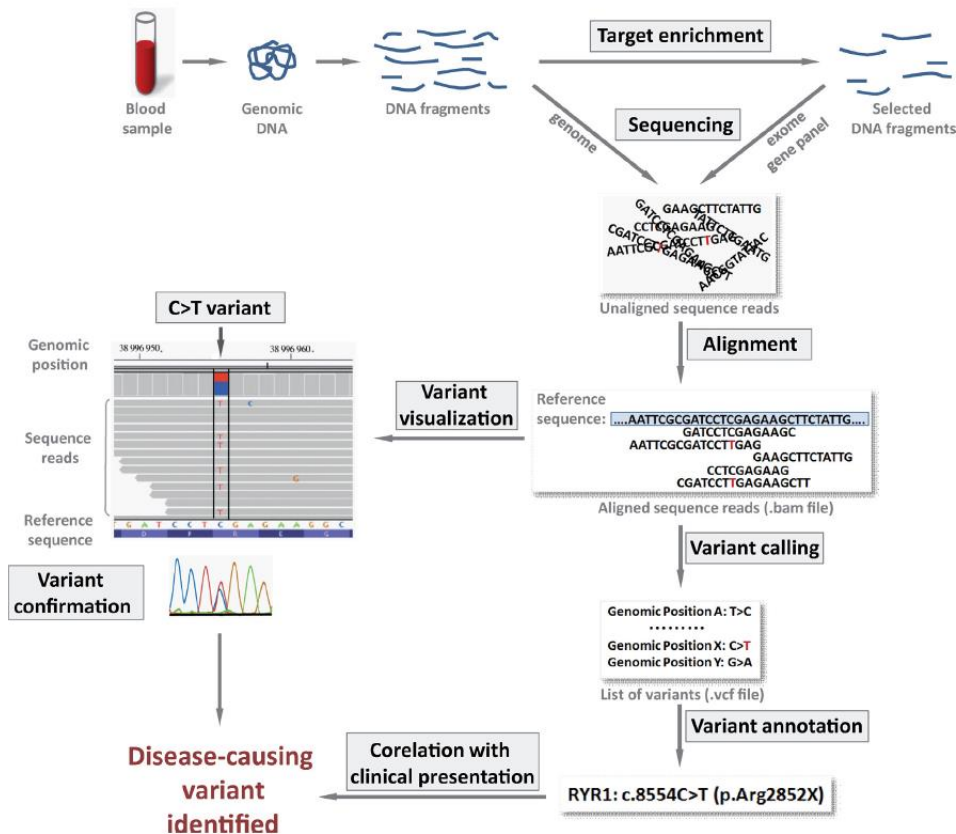 Target enrichment
Blood
sample
Genomic
DNA
DNA fragments
Selected
DNA fragments
Sequencing
genome
exome
gene panel
GAAGCTTCTATTG
CCTCGAGAAG
Unaligned sequence reads
C>T variant
Alignment
Genomic
position
38 996 950
38 996 960
Variant
visualization
Reference
sequence:
....AATTCGCGATCCTCGAGAAGCTTCTATTG....
GATCCTCGAGAAGC
AATTCGCGATCCTTGAG
GAAGCTTCTATTG
CCTCGAGAAG
CGATCCTTGAGAAGCTT
Aligned sequence reads (.bam file)
Sequence
reads
T C
T
T
T
G
T
T
Reference
sequence
G A T C C T C G A G A A G G C
Variant calling
Variant
confirmation
Genomic Position A: T>C
.........
Genomic Position X: C>T
Genomic Position Y: G>A
List of variants (.vcf file)
Variant annotation
Disease-causing
variant
identified
Corelation with
clinical presentation
RYR1: c.8554C>T (p.Arg2852X)